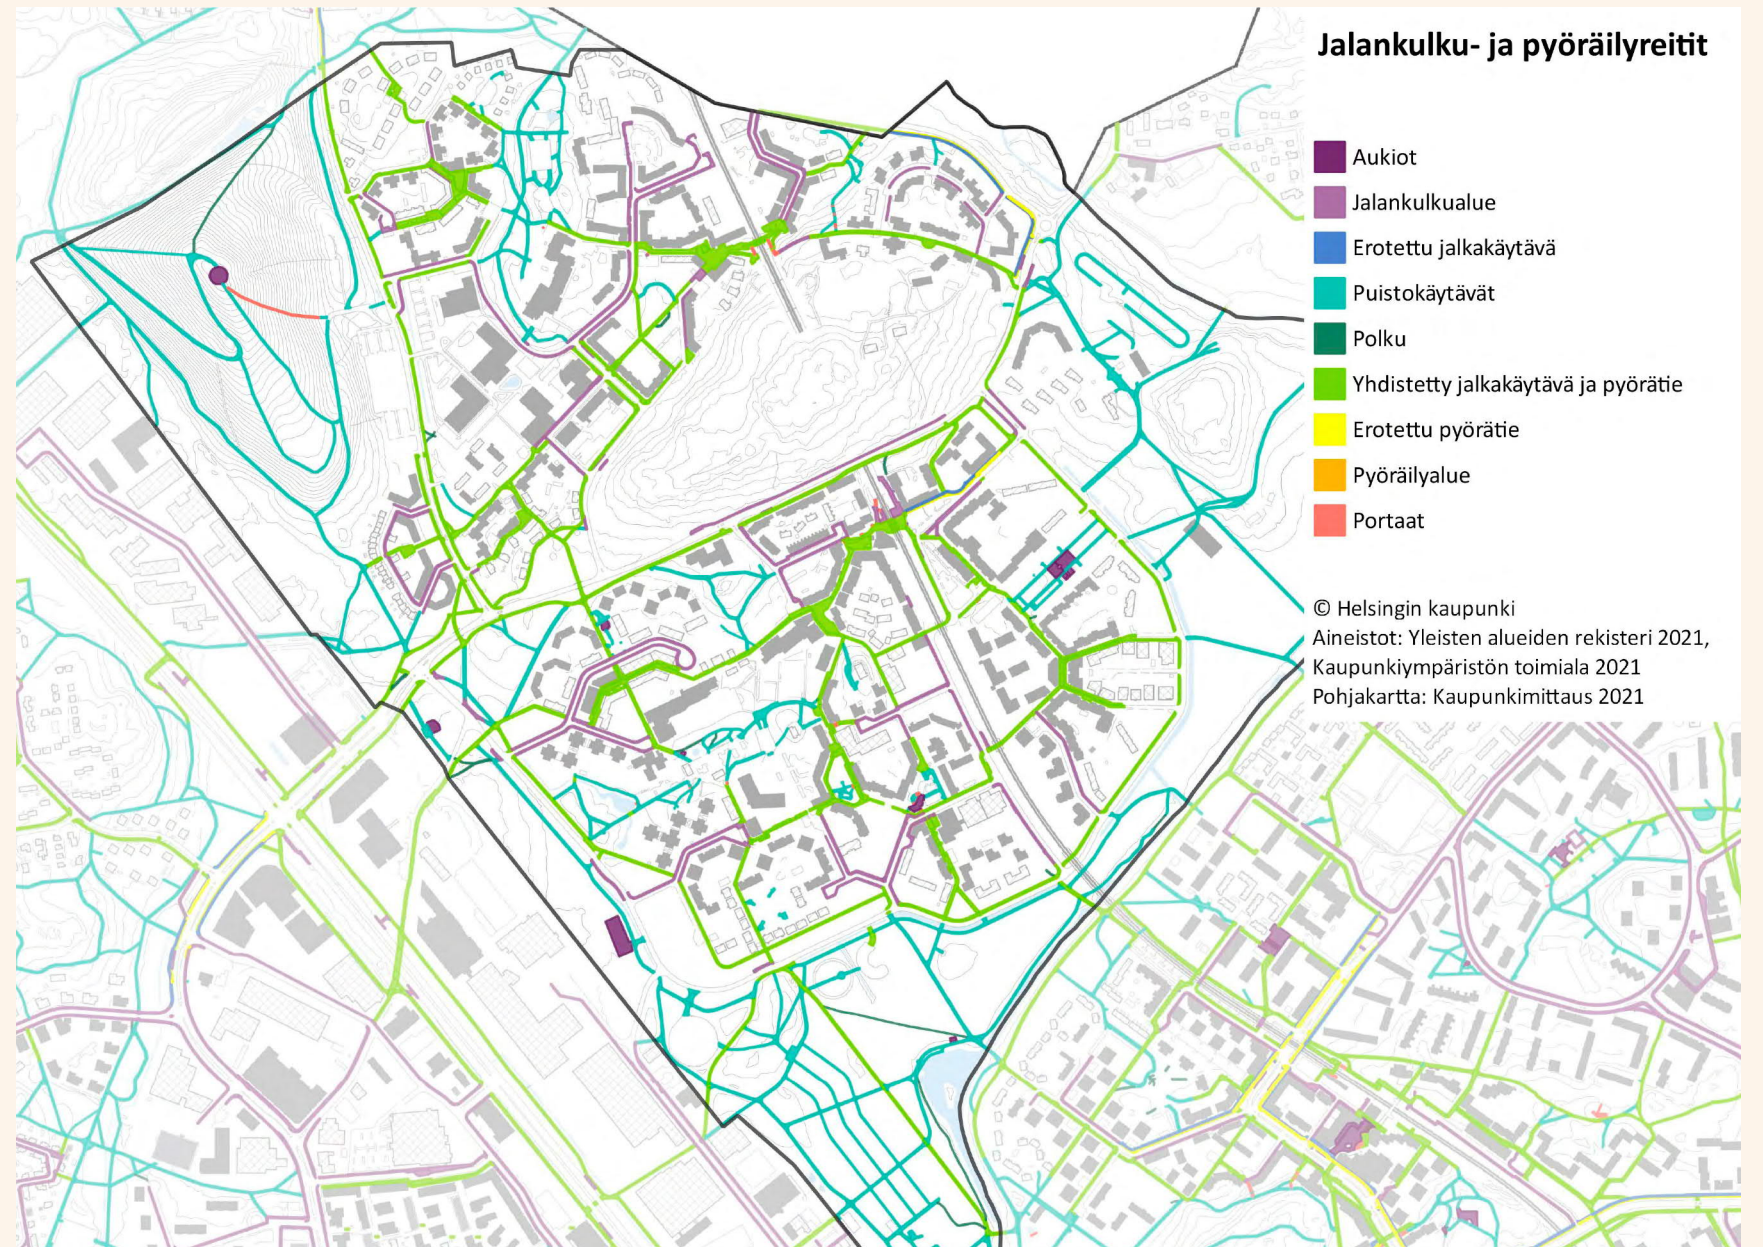 Jalankulku- ja pyöräilyreitit
Aukiot
Jalankulkualue
Erotettu jalkakäytävä
Puistokäytävät
Polku
Yhdistetty jalkakäytävä ja pyörätie
Erotettu pyörätie
Pyöräilyalue
Portaat
© Helsingin kaupunki
Aineistot: Yleisten alueiden rekisteri 2021,
Kaupunkiympäristön toimiala 2021
Pohjakartta: Kaupunkimittaus 2021